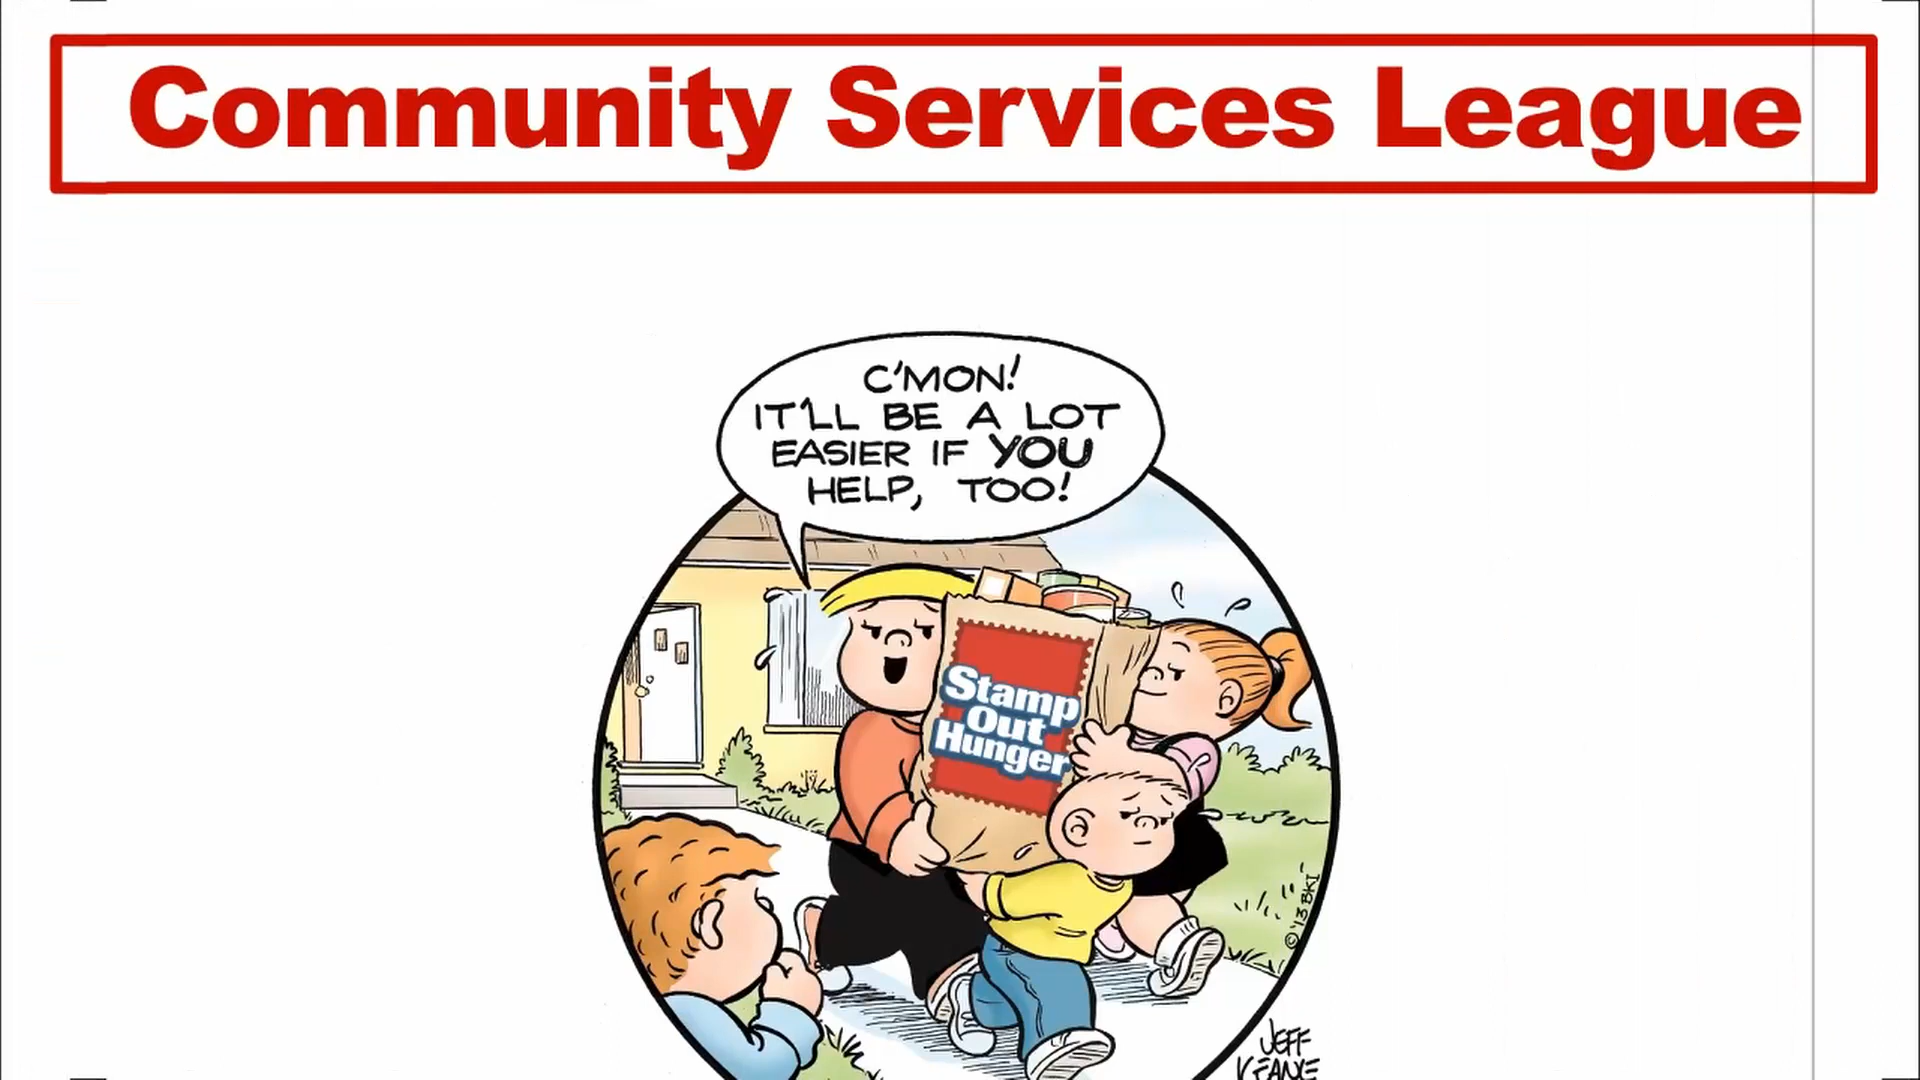 Community Services League
C'MON!
IT'LL BE A LOT
EASIER IF YOU
HELP, TOO!
Stamp
Out
Hunger
©'13 BKI
JEFF
KEANE